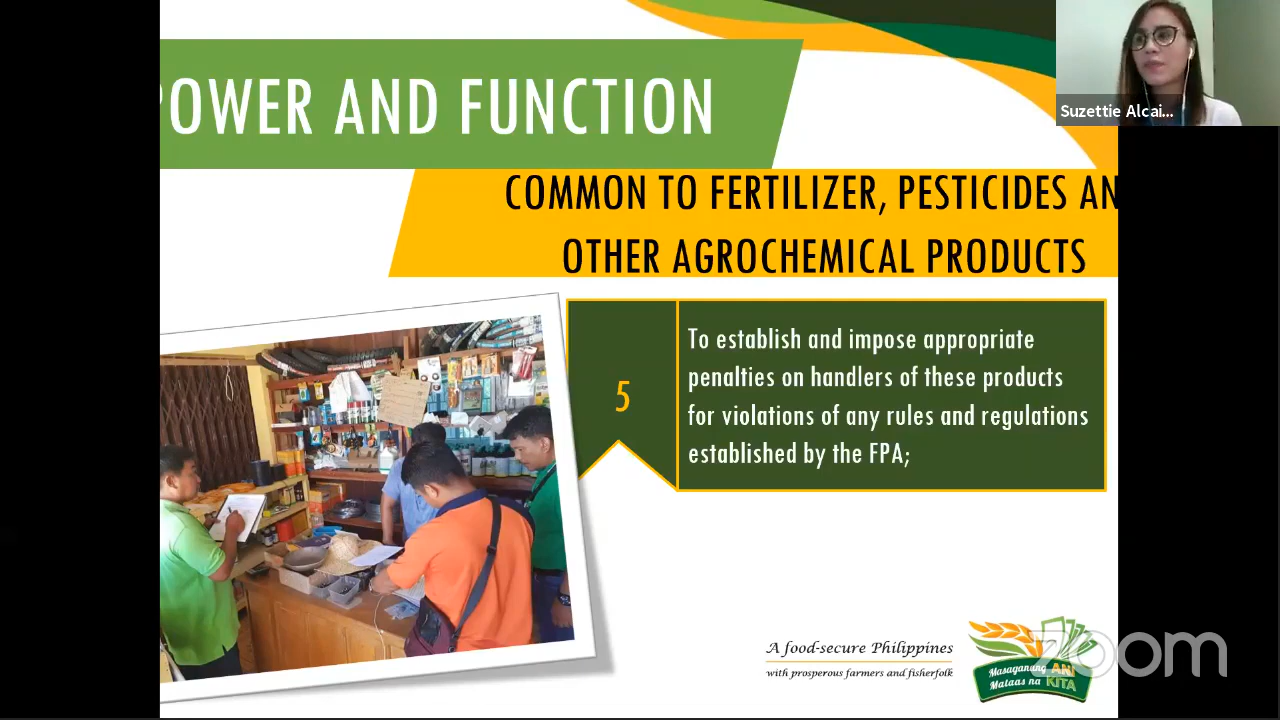 POWER AND FUNCTION
Suzettie Alcai...
COMMON TO FERTILIZER, PESTICIDES AN
OTHER AGROCHEMICAL PRODUCTS
5
To establish and impose appropriate
penalties on handlers of these products
for violations of any rules and regulations
established by the FPA;
A food-secure Philippines
with prosperous farmers and fisherfolk
Masaganang ANI
Mataas na KITA
zoom